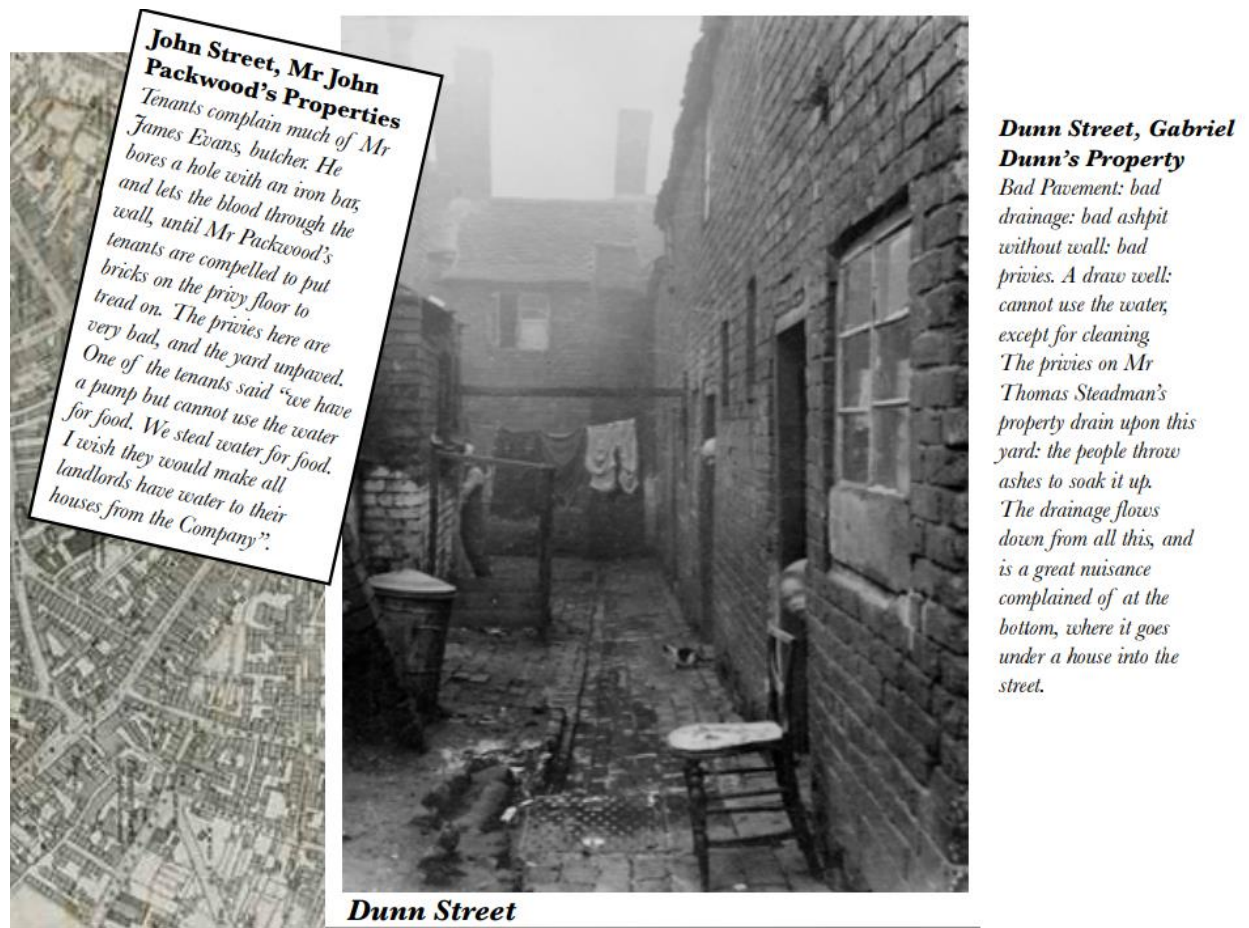 John Street, Mr John
Packwood's Properties
Tenants complain much of Mr
James Evans, butcher. He
bores a hole with an iron bar,
and lets the blood through the
wall, until Mr Packwood's
tenants are compelled to put
bricks on the privy floor to
tread on. The privies here are
very bad, and the yard unpaved.
One of the tenants said “we have
a pump but cannot use the water
for food. We steal water for food.
I wish they would make all
landlords have water to their
houses from the Company”.
Dunn Street, Gabriel
Dunn's Property
Bad Pavement: bad
drainage: bad ashpit
without wall: bad
privies. A draw well:
cannot use the water,
except for cleaning.
The privies on Mr
Thomas Steadman's
property drain upon this
yard: the people throw
ashes to soak it up.
The drainage flows
down from all this, and
is a great nuisance
complained of at the
bottom, where it goes
under a house into the
street.
Dunn Street